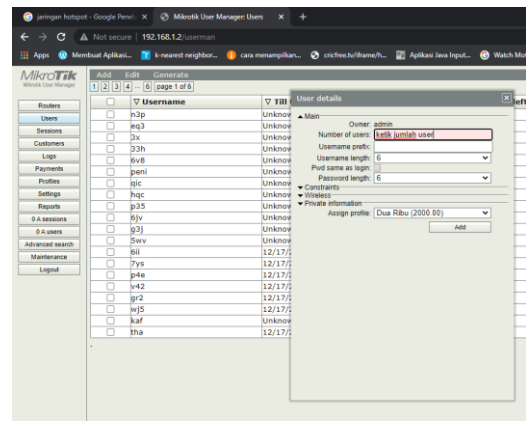 jaringan hotspot - Google Penel
Mikrotik User Manager: Users
Not secure | 192.168.1.2/userman
Apps
Membuat Aplikasi...
k-nearest neighbor...
cara menampilkan...
cricfree.tv/iframe/h...
Aplikasi Java Input...
Watch Mot
MikroTik
Mikrotik User Manager
Routers
Users
Sessions
Customers
Logs
Payments
Profiles
Settings
Reports
0 A sessions
0 A users
Advanced search
Maintenance
Logout
Add Edit Generate
1 2 3 4 ... 6 page 1 of 6
Username
Till
n3p Unknow
eq3 Unknow
3x Unknow
33h Unknow
6v8 Unknow
peni Unknow
qic Unknow
hqc Unknow
p35 Unknow
6jv Unknow
g3j Unknow
5wv Unknow
6ii 12/17/
7ys 12/17/
p4e 12/17/
v42 12/17/
gr2 12/17/
wj5 12/17/
kaf Unknow
tha 12/17/
left
User details
Main
Owner: admin
Number of users: ketik jumlah user
Username prefix:
Username length: 6
Pwd same as login:
Password length: 6
Constraints
Wireless
Private information
Assign profile: Dua Ribu (2000.00)
Add